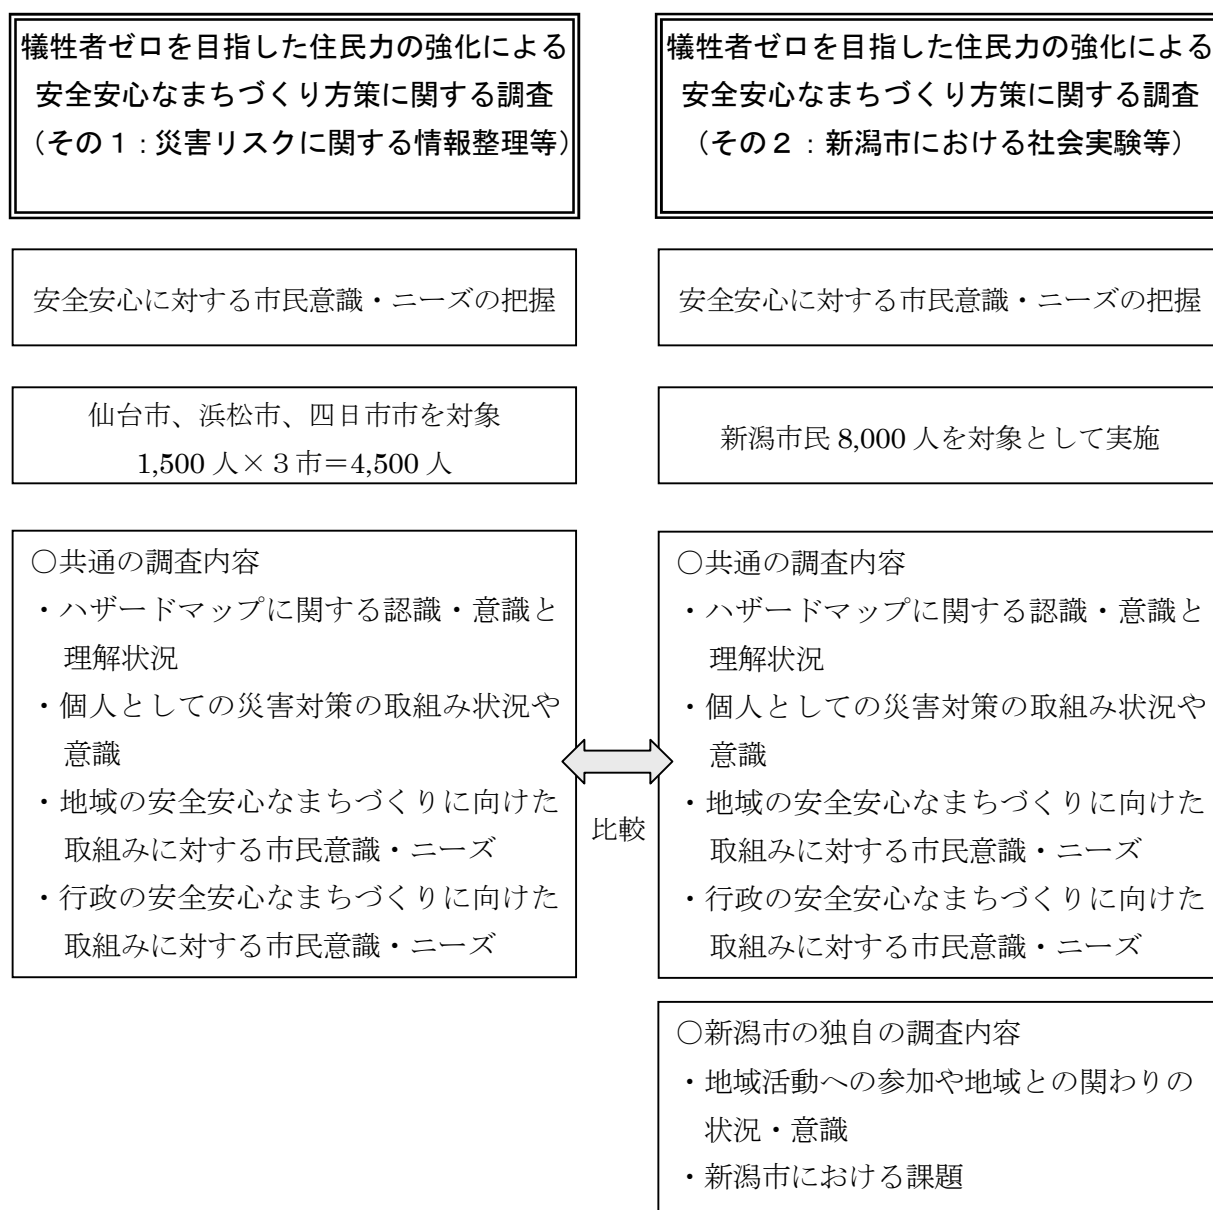 犠牲者ゼロを目指した住民力の強化による
安全安心なまちづくり方策に関する調査
（その１：災害リスクに関する情報整理等）
安全安心に対する市民意識・ニーズの把握
仙台市、浜松市、四日市市を対象
1,500 人×３市＝4,500 人
○共通の調査内容
・ハザードマップに関する認識・意識と
理解状況
・個人としての災害対策の取組み状況や
意識
・地域の安全安心なまちづくりに向けた
取組みに対する市民意識・ニーズ
・行政の安全安心なまちづくりに向けた
取組みに対する市民意識・ニーズ
比較
犠牲者ゼロを目指した住民力の強化による
安全安心なまちづくり方策に関する調査
（その２：新潟市における社会実験等）
安全安心に対する市民意識・ニーズの把握
新潟市民 8,000 人を対象として実施
○共通の調査内容
・ハザードマップに関する認識・意識と
理解状況
・個人としての災害対策の取組み状況や
意識
・地域の安全安心なまちづくりに向けた
取組みに対する市民意識・ニーズ
・行政の安全安心なまちづくりに向けた
取組みに対する市民意識・ニーズ
○新潟市の独自の調査内容
・地域活動への参加や地域との関わりの
状況・意識
・新潟市における課題